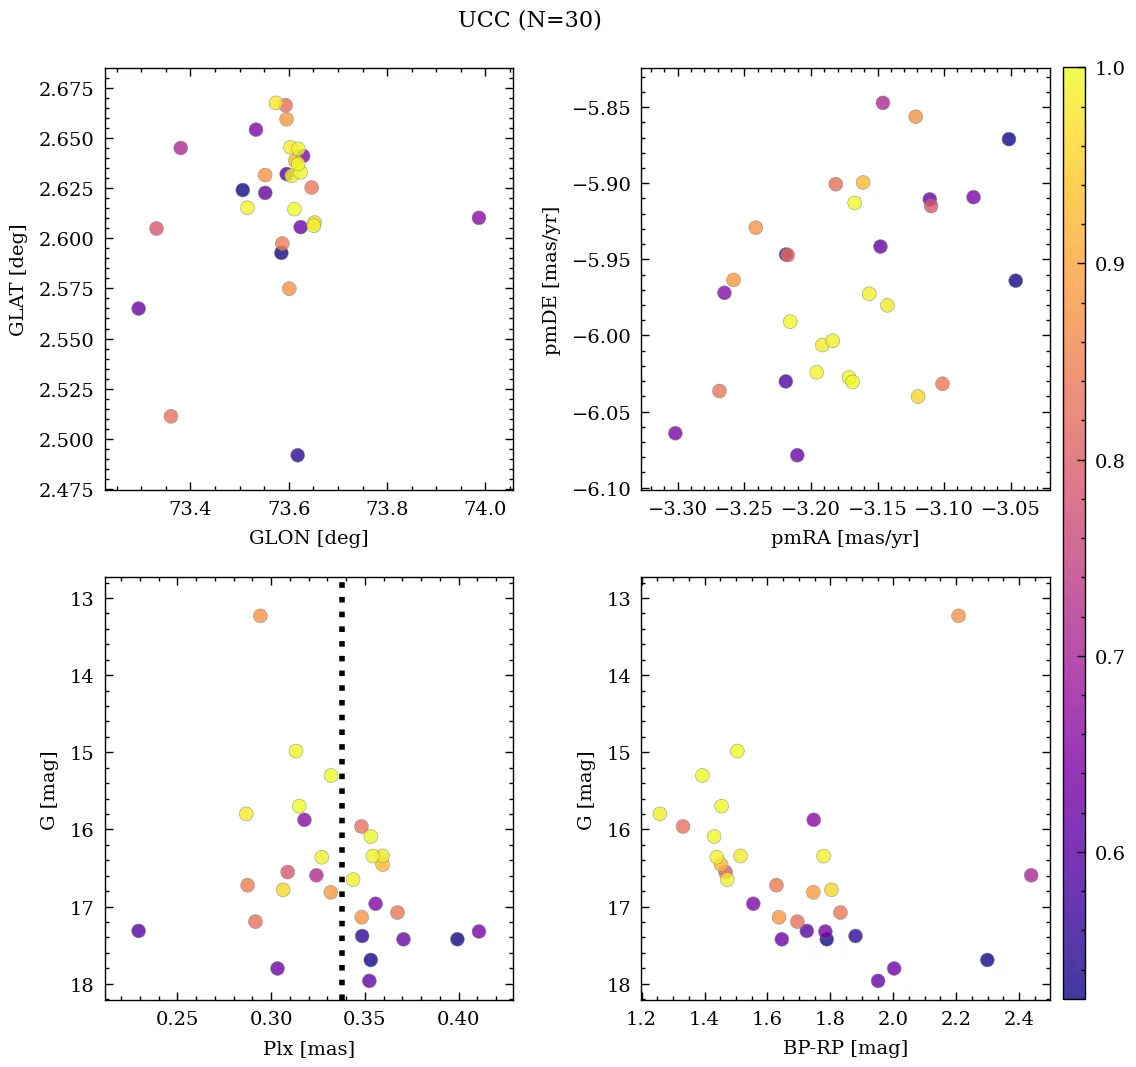 UCC (N=30)
2.675
2.650
2.625
2.600
2.575
2.550
2.525
2.500
2.475
GLAT [deg]
73.4 73.6 73.8 74.0
GLON [deg]
−5.85
−5.90
−5.95
−6.00
−6.05
−6.10
pmDE [mas/yr]
−3.30 −3.25 −3.20 −3.15 −3.10 −3.05
pmRA [mas/yr]
13
14
15
16
17
18
G [mag]
0.25 0.30 0.35 0.40
Plx [mas]
13
14
15
16
17
18
G [mag]
1.2 1.4 1.6 1.8 2.0 2.2 2.4
BP-RP [mag]
1.0
0.9
0.8
0.7
0.6